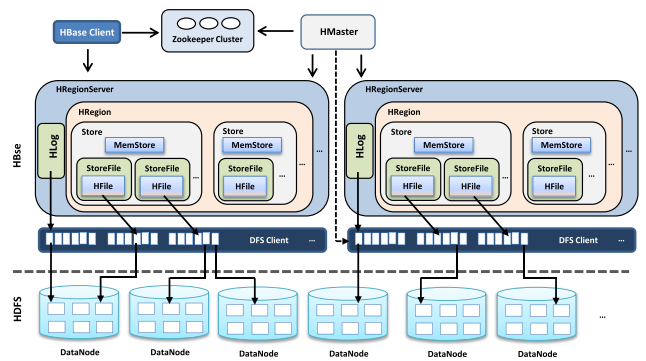 HBase Client
Zookeeper Cluster
HMaster
HRegionServer
HRegionServer
HRegion
HRegion
HBse
HLog
Store
Store
MemStore
MemStore
...
...
StoreFile
StoreFile
...
StoreFile
...
HFile
HFile
HFile
HLog
Store
Store
MemStore
MemStore
...
...
StoreFile
StoreFile
...
StoreFile
...
HFile
HFile
HFile
DFS Client ...
DFS Client ...
HDFS
...
DataNode
DataNode
DataNode
DataNode
DataNode
DataNode